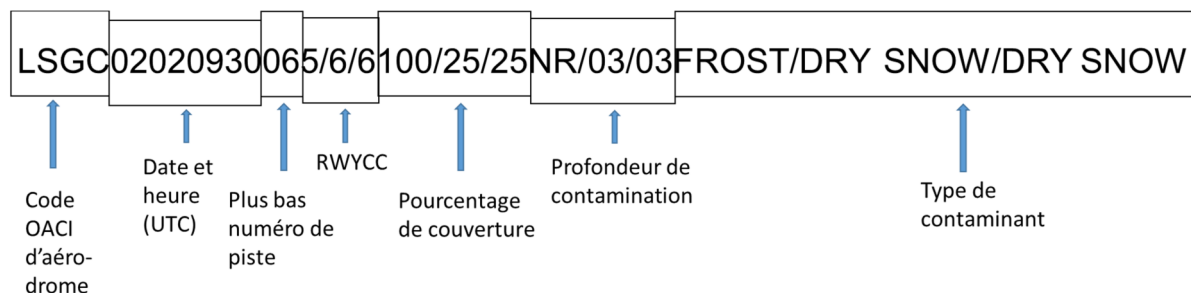 LSGC02020930065/6/6100/25/25NR/03/03FROST/DRY SNOW/DRY SNOW
Code
OACI
d'aéro-
drome
Date et
heure
(UTC)
Plus bas
numéro de
piste
RWYCC
Pourcentage
de couverture
Profondeur de
contamination
Type de
contaminant